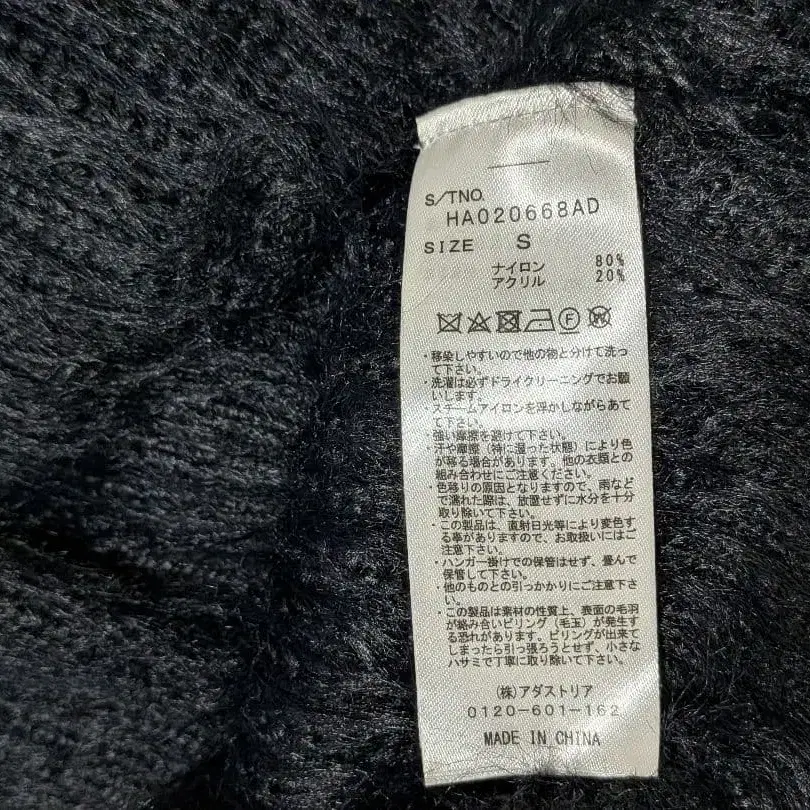 S/TNO.
HA020668AD
SIZE S
ナイロン 80%
アクリル 20%
・移染しやすいので他の物と分けて洗っ
て下さい。
・洗濯は必ずドライクリーニングでお願
いします。
・スチームアイロンを浮かしながらあて
て下さい。
・強い摩擦を避けて下さい。
・汗や摩擦(特に湿った状態)により色
が移る場合があります。他の衣類との
組み合わせにご注意ください。
・色移りの原因となりますので、雨など
で濡れた際は、放置せずに水分を十分
取り除いて下さい。
・この製品は、直射日光等により変色す
る事がありますので、お取扱いにはご
注意下さい。
・ハンガー掛けでの保管はせず、畳んで
保管して下さい。
・他のものとの引っかかりにご注意下さ
い。
・この製品は素材の性質上、表面の毛羽
が絡み合いピリング(毛玉)が発生す
る恐れがあります。ピリングが出来て
しまったら引っ張ろうとせず、小さな
ハサミで丁寧に取り除いて下さい。
(株)アダストリア
0120-601-162
MADE IN CHINA